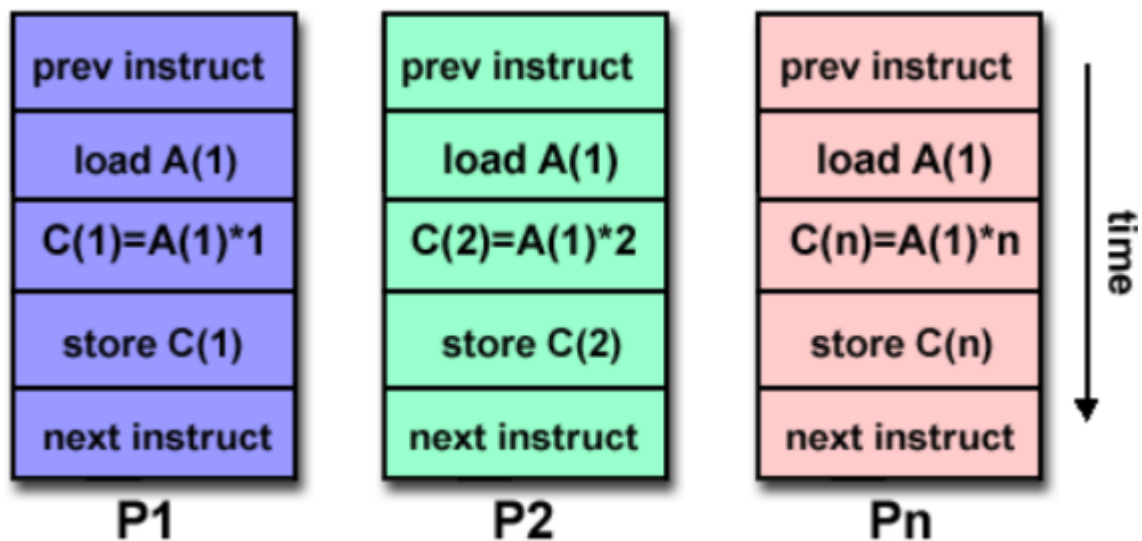 prev instruct
load A(1)
C(1)=A(1)*1
store C(1)
next instruct
P1
prev instruct
load A(1)
C(2)=A(1)*2
store C(2)
next instruct
P2
prev instruct
load A(1)
C(n)=A(1)*n
store C(n)
next instruct
Pn
time